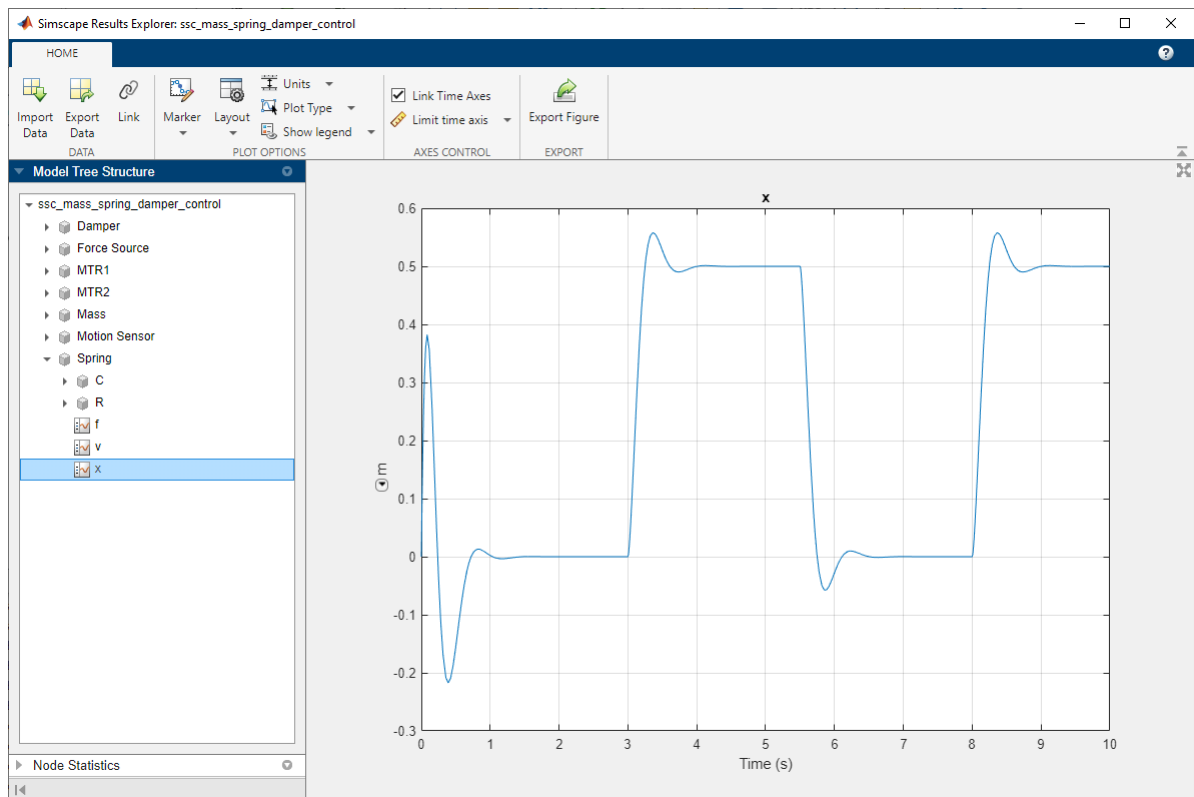 Simscape Results Explorer: ssc_mass_spring_damper_control
HOME
?
Import Data
Export Data
Link
Marker
Layout
Units
Plot Type
Show legend
Link Time Axes
Limit time axis
Export Figure
DATA
PLOT OPTIONS
AXES CONTROL
EXPORT
Model Tree Structure
ssc_mass_spring_damper_control
Damper
Force Source
MTR1
MTR2
Mass
Motion Sensor
Spring
C
R
f
v
x
Node Statistics
x
0.6
0.5
0.4
0.3
0.2
0.1
0
-0.1
-0.2
-0.3
m
0 1 2 3 4 5 6 7 8 9 10
Time (s)